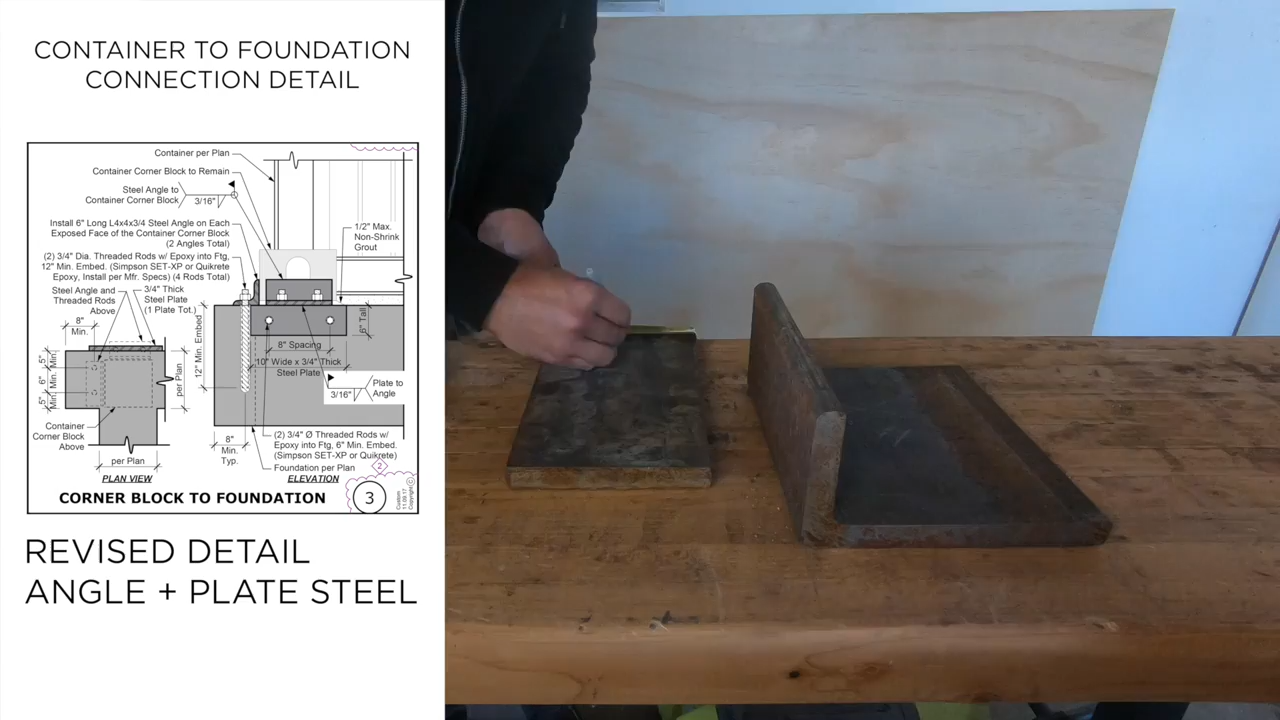 CONTAINER TO FOUNDATION
CONNECTION DETAIL
Container per Plan
Container Corner Block to Remain
Steel Angle to
Container Corner Block
3/16"
Install 6" Long L4x4x3/4 Steel Angle on Each
Exposed Face of the Container Corner Block
(2 Angles Total)
1/2" Max.
Non-Shrink
Grout
(2) 3/4" Dia. Threaded Rods w/ Epoxy into Ftg,
12" Min. Embed. (Simpson SET-XP or Quikrete
Epoxy, Install per Mfr. Specs) (4 Rods Total)
Steel Angle and
Threaded Rods
Above
3/4" Thick
Steel Plate
(1 Plate Tot.)
8"
Min.
5"
Min.
6"
Min.
5"
Min.
per Plan
12" Min. Embed
6" Tall
8" Spacing
10" Wide x 3/4" Thick
Steel Plate
Plate to
Angle
3/16"
Container
Corner Block
Above
per Plan
8"
Min.
Typ.
(2) 3/4" Ø Threaded Rods w/
Epoxy into Ftg, 6" Min. Embed.
(Simpson SET-XP or Quikrete)
Foundation per Plan
2
PLAN VIEW
ELEVATION
CORNER BLOCK TO FOUNDATION
3
REVISED DETAIL
ANGLE + PLATE STEEL